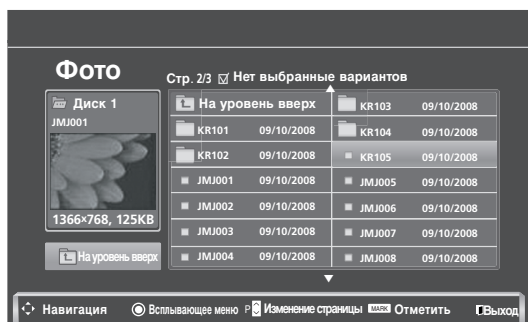 Фото
Стр. 2/3 Нет выбранные вариантов
Диск 1
JMJ001
1366×768, 125KB
На уровень вверх
На уровень вверх
KR101 09/10/2008
KR102 09/10/2008
JMJ001 09/10/2008
JMJ002 09/10/2008
JMJ003 09/10/2008
JMJ004 09/10/2008
KR103 09/10/2008
KR104 09/10/2008
KR105 09/10/2008
JMJ005 09/10/2008
JMJ006 09/10/2008
JMJ007 09/10/2008
JMJ008 09/10/2008
Навигация Всплывающее меню P Изменение страницы MARK Отметить Выход